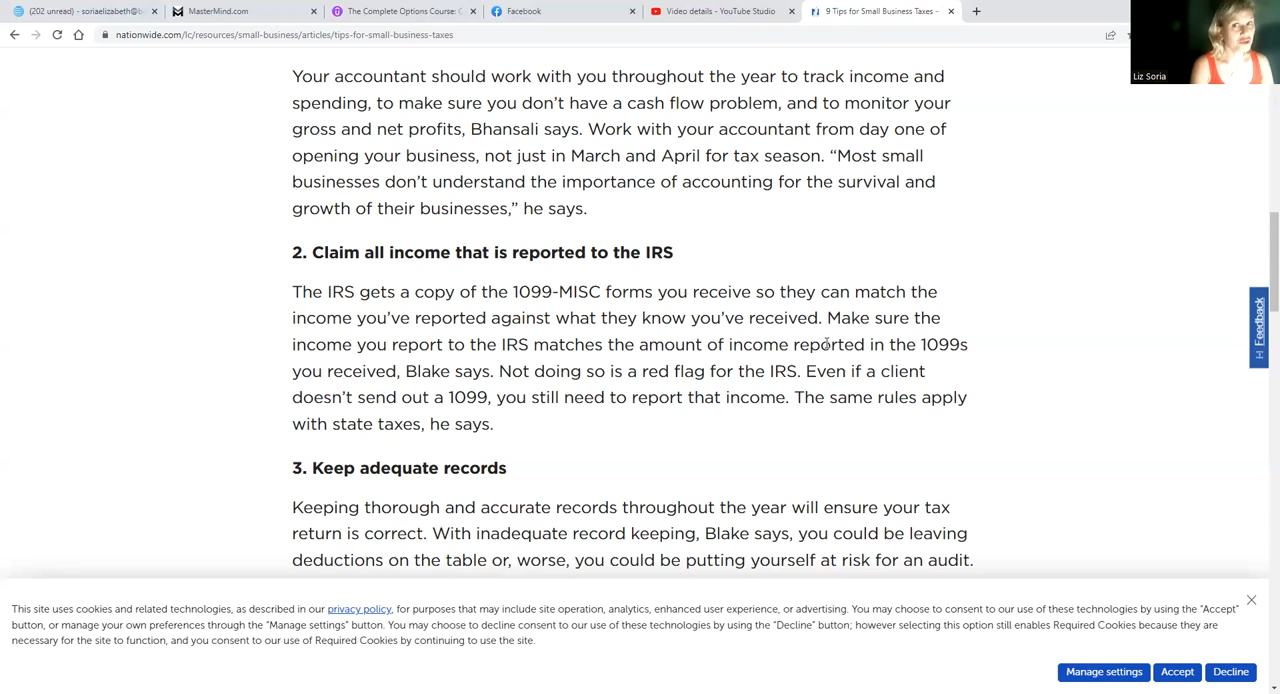 (202 unread) - soriaelizabeth@b
MasterMind.com
The Complete Options Course: C
Facebook
Video details - YouTube Studio
9 Tips for Small Business Taxes -
nationwide.com/lc/resources/small-business/articles/tips-for-small-business-taxes
Liz Soria
Your accountant should work with you throughout the year to track income and
spending, to make sure you don’t have a cash flow problem, and to monitor your
gross and net profits, Bhansali says. Work with your accountant from day one of
opening your business, not just in March and April for tax season. “Most small
businesses don’t understand the importance of accounting for the survival and
growth of their businesses,” he says.
2. Claim all income that is reported to the IRS
The IRS gets a copy of the 1099-MISC forms you receive so they can match the
income you’ve reported against what they know you’ve received. Make sure the
income you report to the IRS matches the amount of income reported in the 1099s
you received, Blake says. Not doing so is a red flag for the IRS. Even if a client
doesn’t send out a 1099, you still need to report that income. The same rules apply
with state taxes, he says.
3. Keep adequate records
Keeping thorough and accurate records throughout the year will ensure your tax
return is correct. With inadequate record keeping, Blake says, you could be leaving
deductions on the table or, worse, you could be putting yourself at risk for an audit.
Feedback
This site uses cookies and related technologies, as described in our privacy policy, for purposes that may include site operation, analytics, enhanced user experience, or advertising. You may choose to consent to our use of these technologies by using the "Accept"
button, or manage your own preferences through the "Manage settings" button. You may choose to decline consent to our use of these technologies by using the "Decline" button; however selecting this option still enables Required Cookies because they are
necessary for the site to function, and you consent to our use of Required Cookies by continuing to use the site.
Manage settings
Accept
Decline